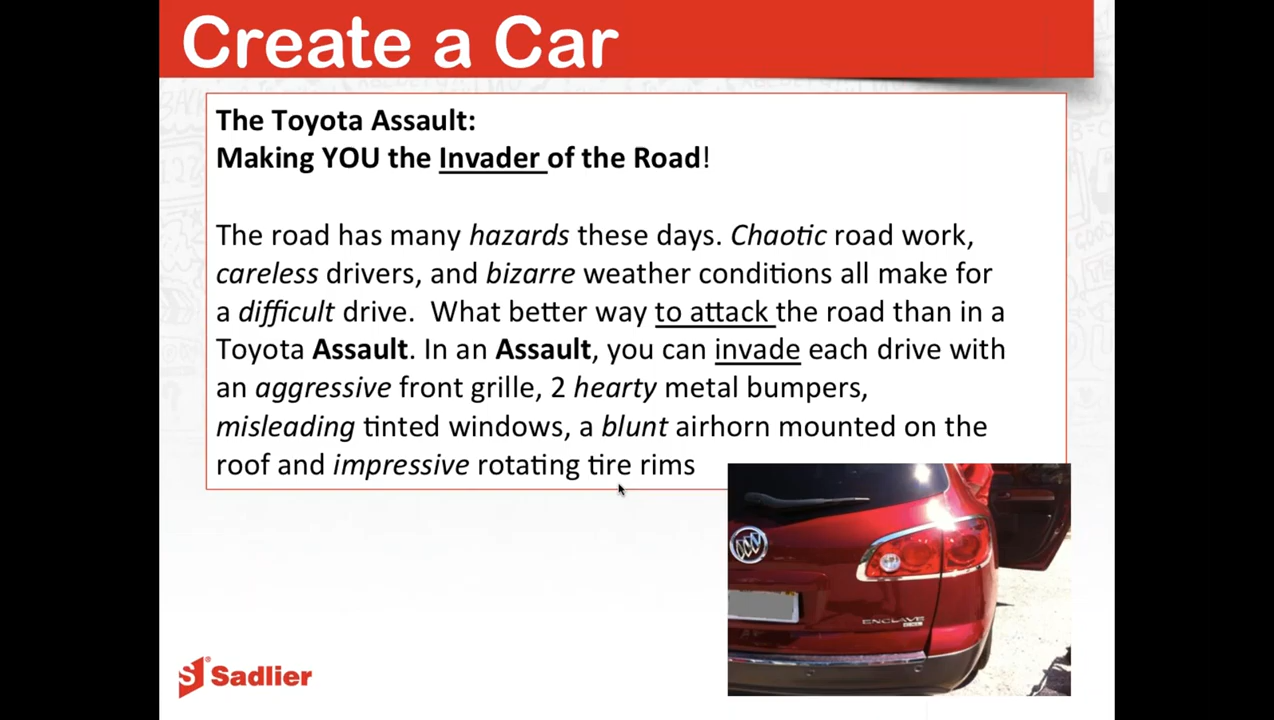 Create a Car
The Toyota Assault:
Making YOU the Invader of the Road!
The road has many hazards these days. Chaotic road work,
careless drivers, and bizarre weather conditions all make for
a difficult drive.  What better way to attack the road than in a
Toyota Assault. In an Assault, you can invade each drive with
an aggressive front grille, 2 hearty metal bumpers,
misleading tinted windows, a blunt airhorn mounted on the
roof and impressive rotating tire rims
ENCLAVE
S® Sadlier